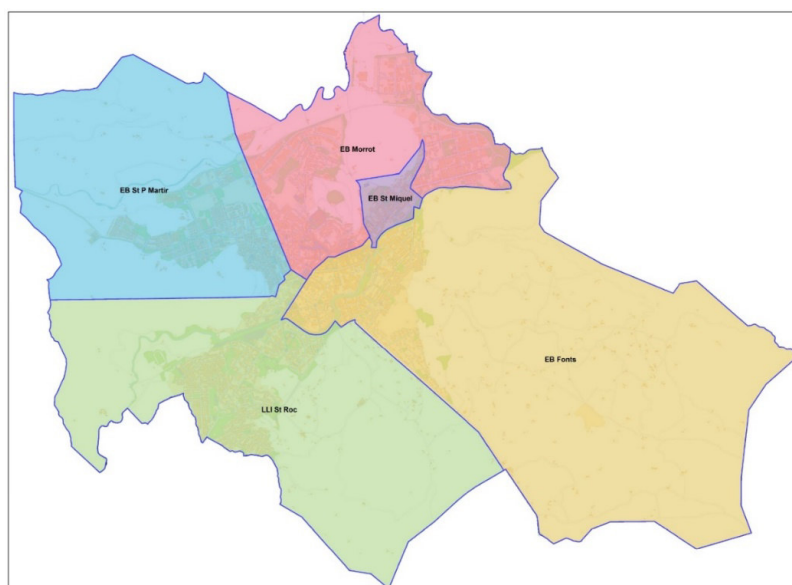 EB Morrot
EB St P Martir
EB St Miquel
EB Fonts
LLI St Roc